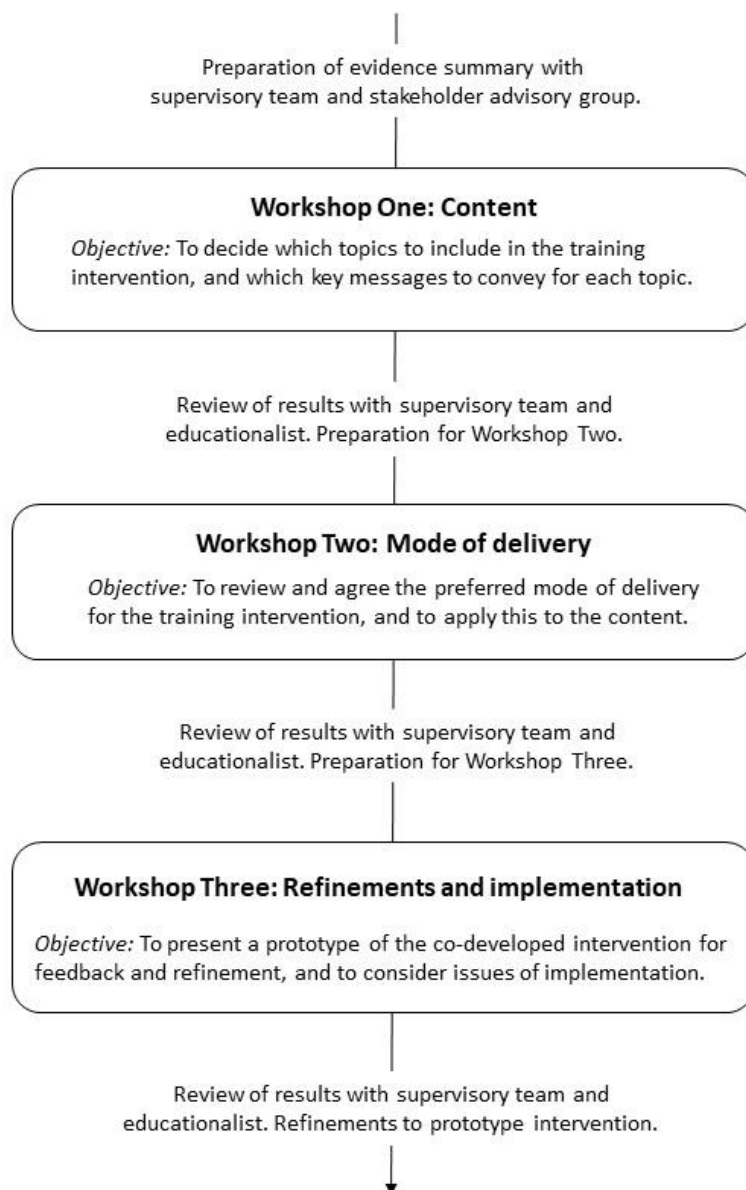 Preparation of evidence summary with
supervisory team and stakeholder advisory group.
Workshop One: Content
Objective: To decide which topics to include in the training
intervention, and which key messages to convey for each topic.
Review of results with supervisory team and
educationalist. Preparation for Workshop Two.
Workshop Two: Mode of delivery
Objective: To review and agree the preferred mode of delivery
for the training intervention, and to apply this to the content.
Review of results with supervisory team and
educationalist. Preparation for Workshop Three.
Workshop Three: Refinements and implementation
Objective: To present a prototype of the co-developed intervention for
feedback and refinement, and to consider issues of implementation.
Review of results with supervisory team and
educationalist. Refinements to prototype intervention.